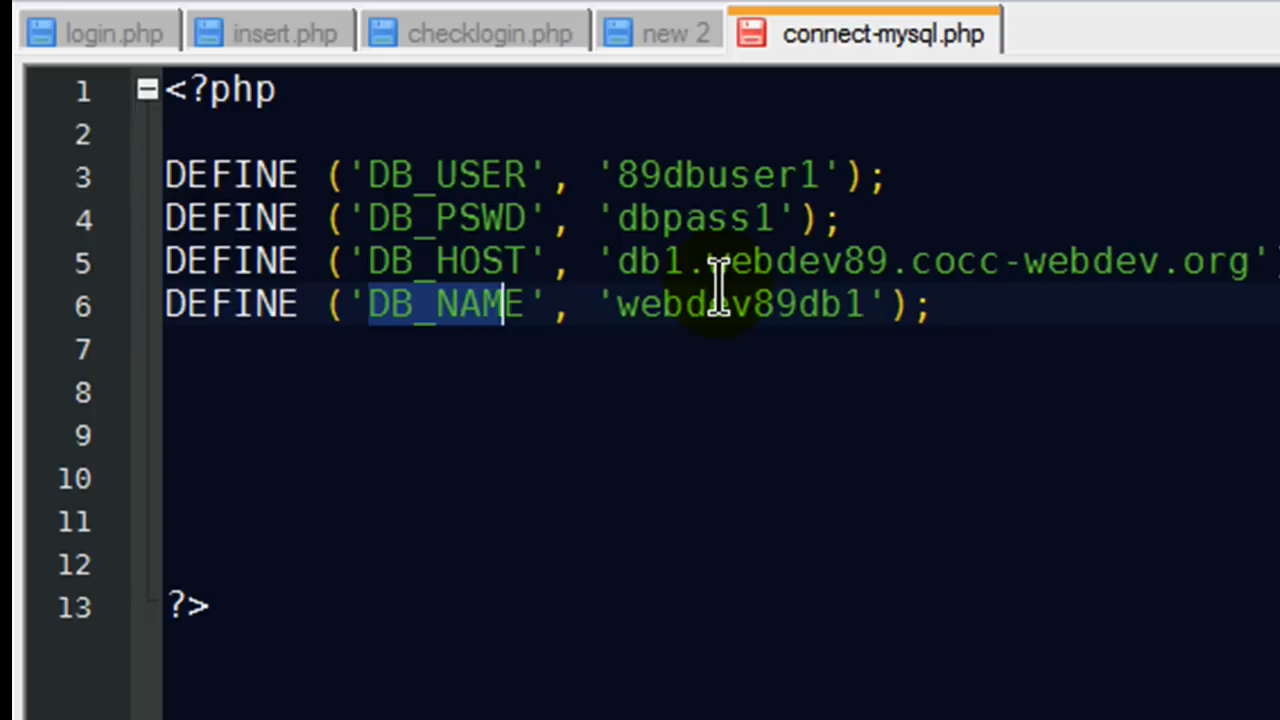 login.php insert.php checklogin.php new 2 connect-mysql.php
1 <?php
2
3 DEFINE ('DB_USER', '89dbuser1');
4 DEFINE ('DB_PSWD', 'dbpass1');
5 DEFINE ('DB_HOST', 'db1.webdev89.cocc-webdev.org'
6 DEFINE ('DB_NAME', 'webdev89db1');
7
8
9
10
11
12
13 ?>